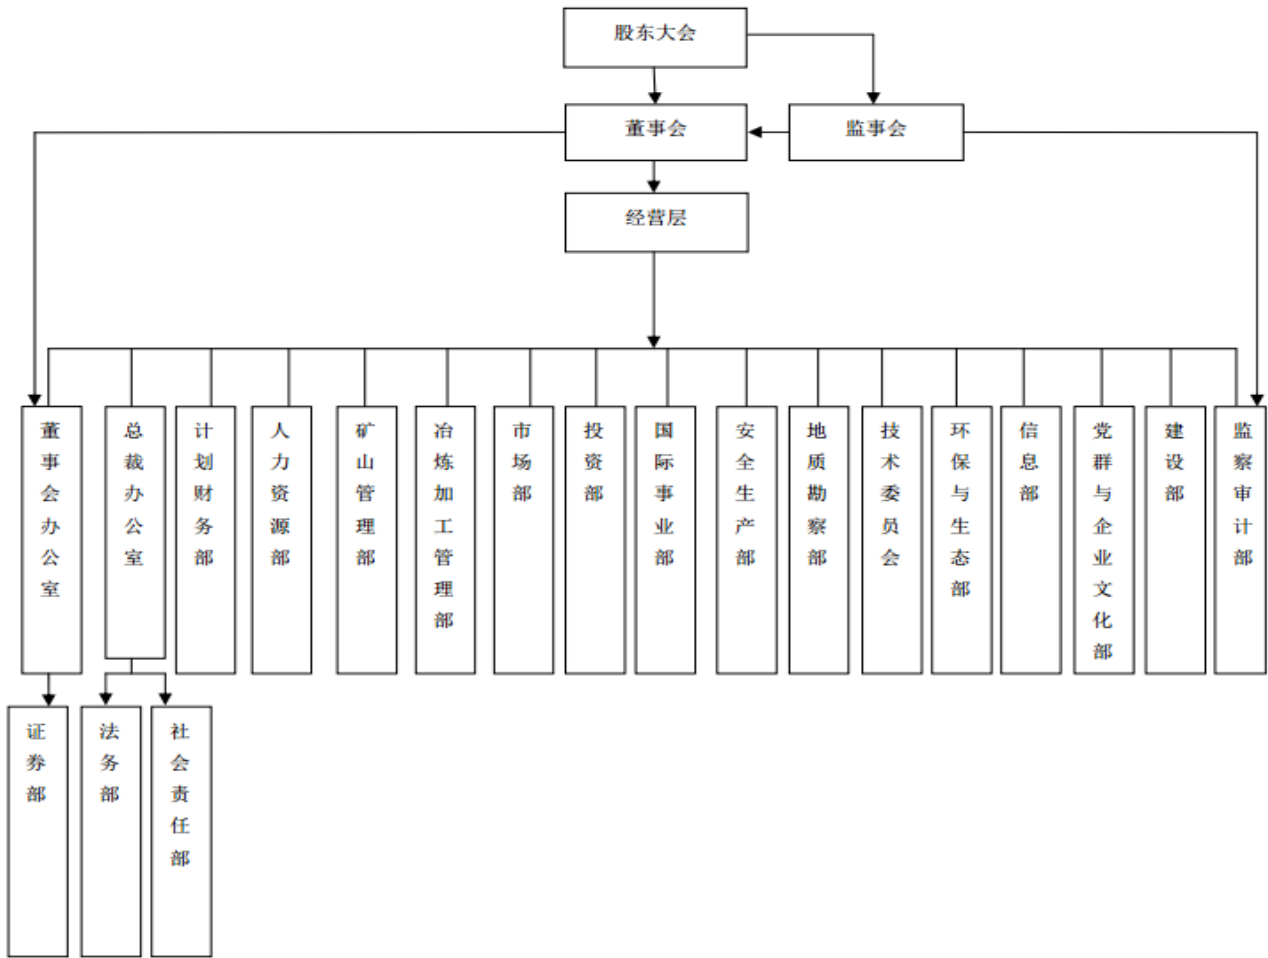 股东大会
董事会
监事会
经营层
董事会办公室
总裁办公室
计划财务部
人力资源部
矿山管理部
冶炼加工管理部
市场部
投资部
国际事业部
安全生产部
地质勘察部
技术委员会
环保与生态部
信息部
党群与企业文化部
建设部
监察审计部
证券部
法务部
社会责任部